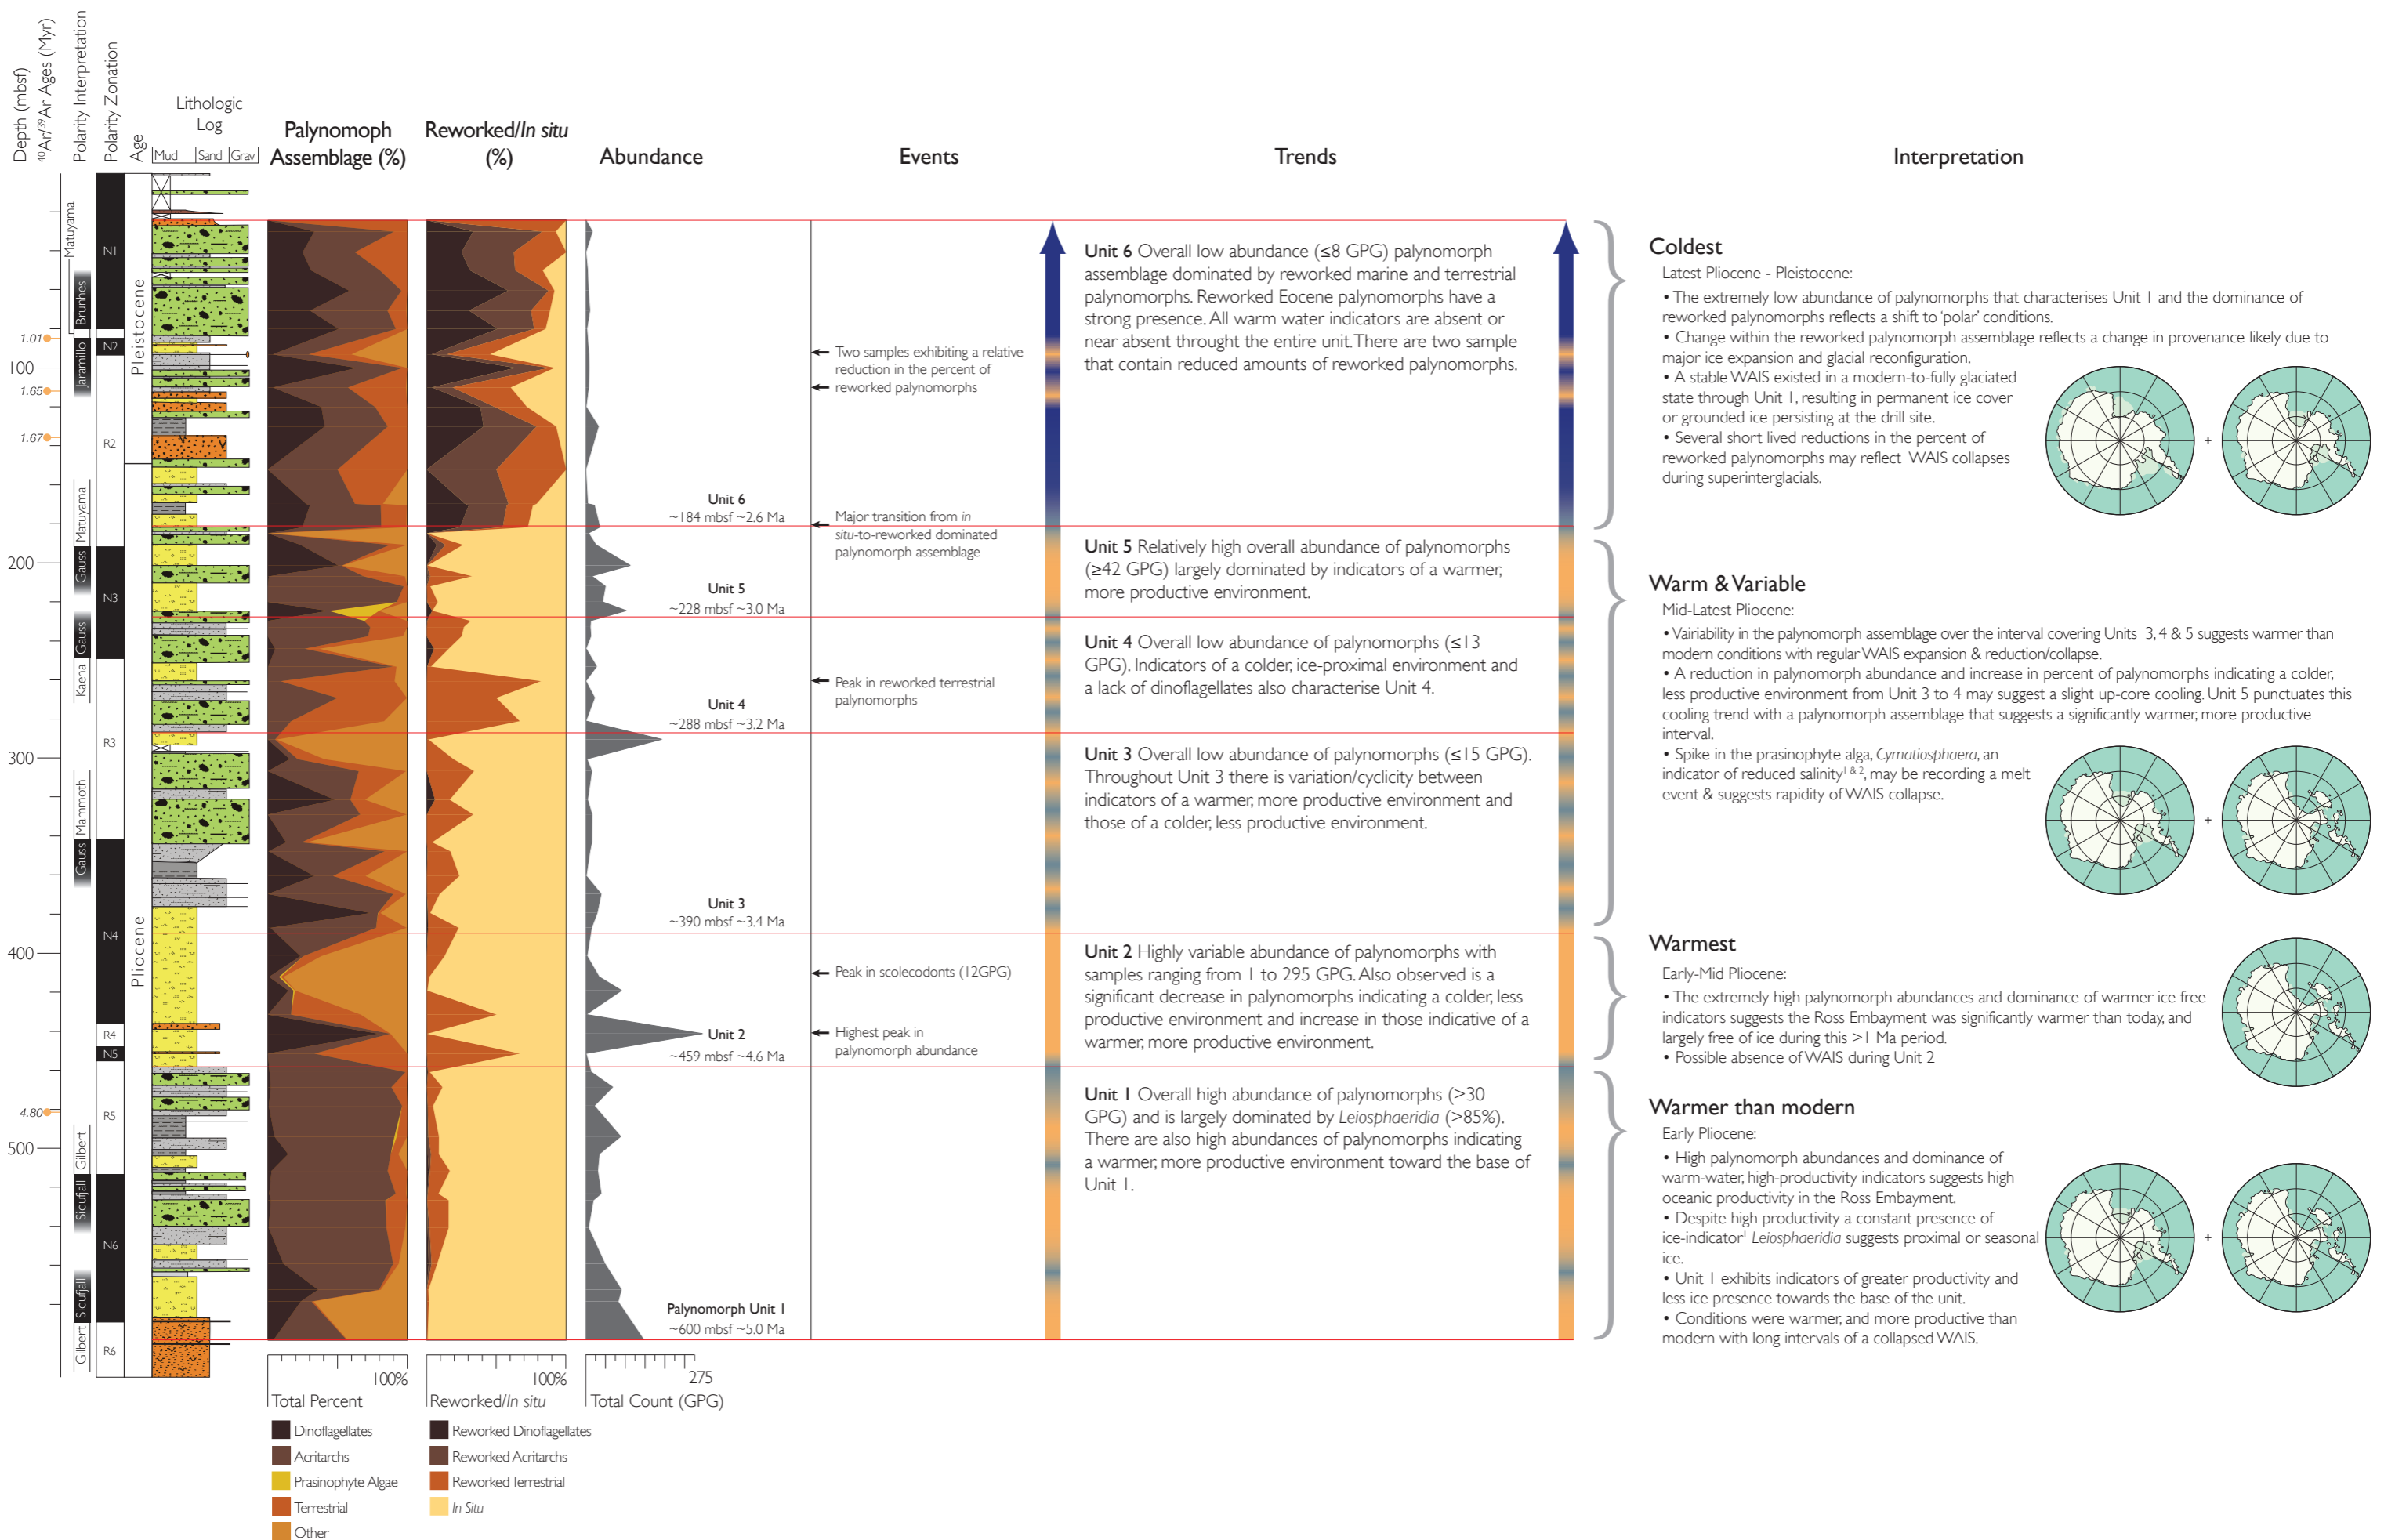 Depth (mbsf)
⁴⁰Ar/³⁹Ar Ages (Myr)
Polarity Interpretation
Polarity Zonation
Age
Lithologic
Log
Mud
Sand
Grav
Palynomoph
Assemblage (%)
Reworked/In situ
(%)
Abundance
Events
Trends
Interpretation
100
200
300
400
500
1.01
1.65
1.67
4.80
Matuyama
Brunhes
Jaramillo
Matuyama
Gauss
Gauss
Kaena
Mammoth
Gauss
Gilbert
Sidufjall
Sidufjall
Gilbert
N1
N2
R2
N3
R3
N4
R4
N5
R5
N6
R6
Pleistocene
Pliocene
Unit 6
~184 mbsf ~2.6 Ma
Unit 5
~228 mbsf ~3.0 Ma
Unit 4
~288 mbsf ~3.2 Ma
Unit 3
~390 mbsf ~3.4 Ma
Unit 2
~459 mbsf ~4.6 Ma
Palynomorph Unit 1
~600 mbsf ~5.0 Ma
Two samples exhibiting a relative
reduction in the percent of
reworked palynomorphs
Major transition from in
situ-to-reworked dominated
palynomorph assemblage
Peak in reworked terrestrial
palynomorphs
Peak in scolecodonts (12GPG)
Highest peak in
palynomorph abundance
Unit 6 Overall low abundance (≤8 GPG) palynomorph
assemblage dominated by reworked marine and terrestrial
palynomorphs. Reworked Eocene palynomorphs have a
strong presence. All warm water indicators are absent or
near absent throught the entire unit. There are two sample
that contain reduced amounts of reworked palynomorphs.
Unit 5 Relatively high overall abundance of palynomorphs
(≥42 GPG) largely dominated by indicators of a warmer,
more productive environment.
Unit 4 Overall low abundance of palynomorphs (≤13
GPG). Indicators of a colder, ice-proximal environment and
a lack of dinoflagellates also characterise Unit 4.
Unit 3 Overall low abundance of palynomorphs (≤15 GPG).
Throughout Unit 3 there is variation/cyclicity between
indicators of a warmer, more productive environment and
those of a colder, less productive environment.
Unit 2 Highly variable abundance of palynomorphs with
samples ranging from 1 to 295 GPG. Also observed is a
significant decrease in palynomorphs indicating a colder, less
productive environment and increase in those indicative of a
warmer, more productive environment.
Unit 1 Overall high abundance of palynomorphs (>30
GPG) and is largely dominated by Leiosphaeridia (>85%).
There are also high abundances of palynomorphs indicating
a warmer, more productive environment toward the base of
Unit 1.
Coldest
Latest Pliocene - Pleistocene:
• The extremely low abundance of palynomorphs that characterises Unit 1 and the dominance of
reworked palynomorphs reflects a shift to 'polar' conditions.
• Change within the reworked palynomorph assemblage reflects a change in provenance likely due to
major ice expansion and glacial reconfiguration.
• A stable WAIS existed in a modern-to-fully glaciated
state through Unit 1, resulting in permanent ice cover
or grounded ice persisting at the drill site.
• Several short lived reductions in the percent of
reworked palynomorphs may reflect WAIS collapses
during superinterglacials.
+
Warm & Variable
Mid-Latest Pliocene:
• Vairiability in the palynomorph assemblage over the interval covering Units 3, 4 & 5 suggests warmer than
modern conditions with regular WAIS expansion & reduction/collapse.
• A reduction in palynomorph abundance and increase in percent of palynomorphs indicating a colder,
less productive environment from Unit 3 to 4 may suggest a slight up-core cooling. Unit 5 punctuates this
cooling trend with a palynomorph assemblage that suggests a significantly warmer, more productive
interval.
• Spike in the prasinophyte alga, Cymatiosphaera, an
indicator of reduced salinity¹ ᵃ ², may be recording a melt
event & suggests rapidity of WAIS collapse.
+
Warmest
Early-Mid Pliocene:
• The extremely high palynomorph abundances and dominance of warmer ice free
indicators suggests the Ross Embayment was significantly warmer than today, and
largely free of ice during this >1 Ma period.
• Possible absence of WAIS during Unit 2
Warmer than modern
Early Pliocene:
• High palynomorph abundances and dominance of
warm-water, high-productivity indicators suggests high
oceanic productivity in the Ross Embayment.
• Despite high productivity a constant presence of
ice-indicator¹ Leiosphaeridia suggests proximal or seasonal
ice.
• Unit 1 exhibits indicators of greater productivity and
less ice presence towards the base of the unit.
• Conditions were warmer, and more productive than
modern with long intervals of a collapsed WAIS.
+
100%
Total Percent
Dinoflagellates
Acritarchs
Prasinophyte Algae
Terrestrial
Other
100%
Reworked/In situ
Reworked Dinoflagellates
Reworked Acritarchs
Reworked Terrestrial
In Situ
275
Total Count (GPG)